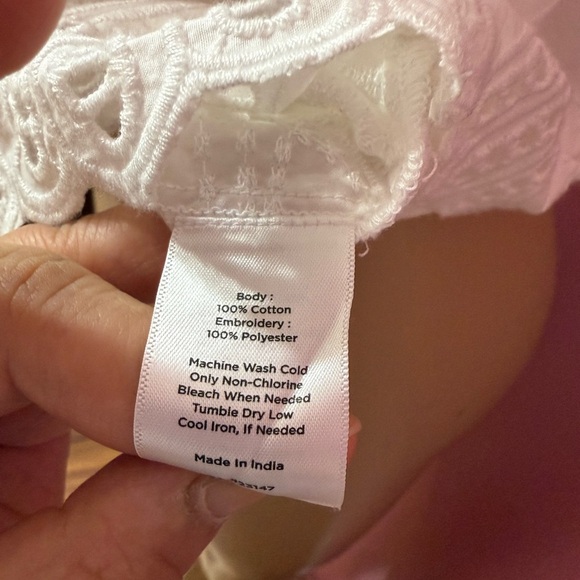 Body :
100% Cotton
Embroidery :
100% Polyester
Machine Wash Cold
Only Non-Chlorine
Bleach When Needed
Tumble Dry Low
Cool Iron, If Needed
Made In India